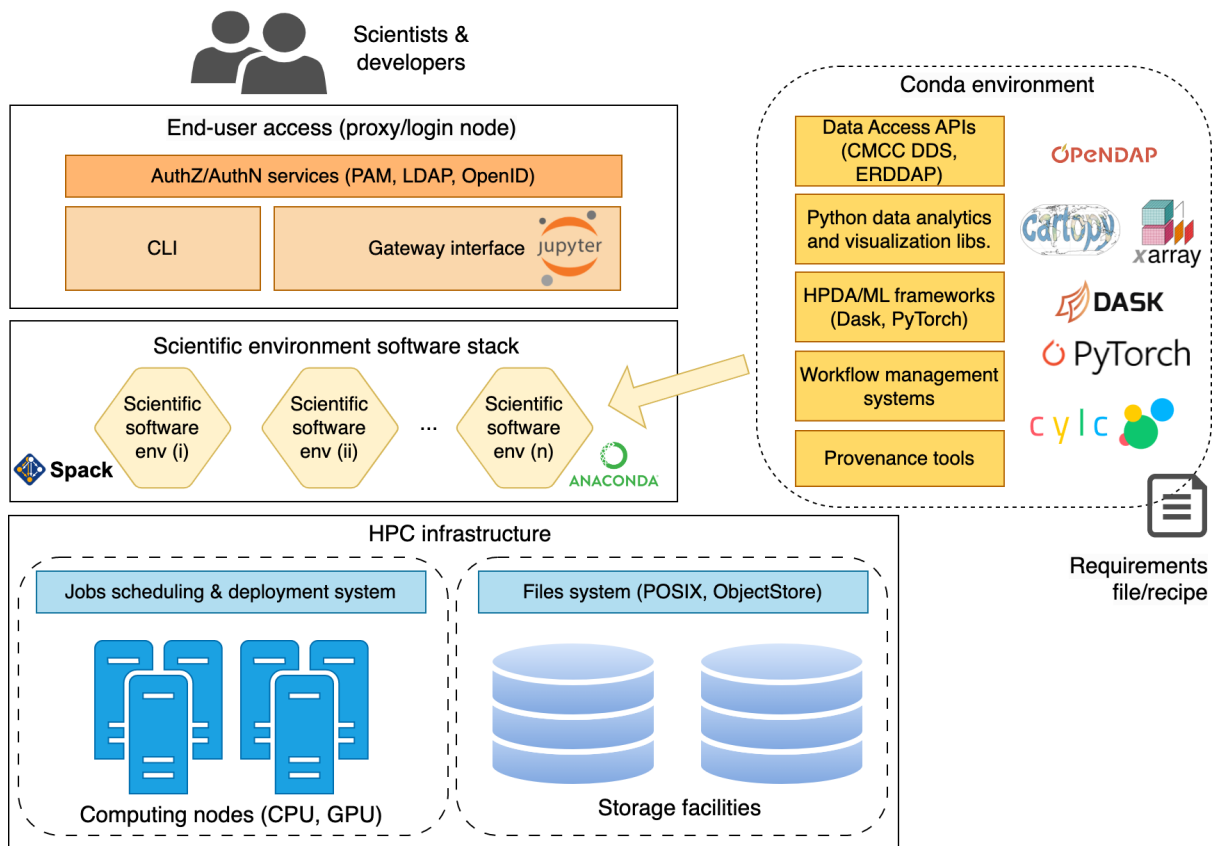 Scientists &
developers
End-user access (proxy/login node)
AuthZ/AuthN services (PAM, LDAP, OpenID)
CLI
Gateway interface
jupyter
Scientific environment software stack
Scientific
software
env (i)
Scientific
software
env (ii)
...
Scientific
software
env (n)
Spack
ANACONDA
Conda environment
Data Access APIs
(CMCC DDS,
ERDDAP)
OPeNDAP
Python data analytics
and visualization libs.
cartopy
xarray
HPDA/ML frameworks
(Dask, PyTorch)
DASK
PyTorch
Workflow management
systems
cylc
Provenance tools
Requirements
file/recipe
HPC infrastructure
Jobs scheduling & deployment system
Computing nodes (CPU, GPU)
Files system (POSIX, ObjectStore)
Storage facilities